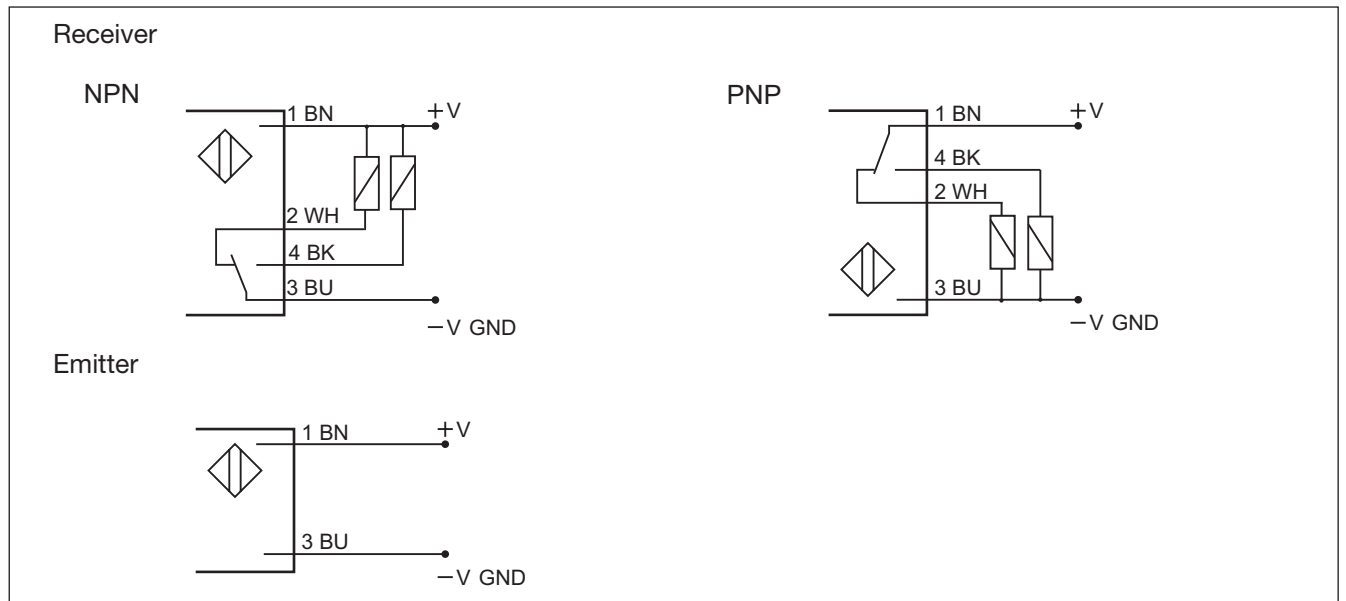 Receiver
NPN
1 BN
+V
2 WH
4 BK
3 BU
−V GND
PNP
1 BN
+V
4 BK
2 WH
3 BU
−V GND
Emitter
1 BN
+V
3 BU
−V GND